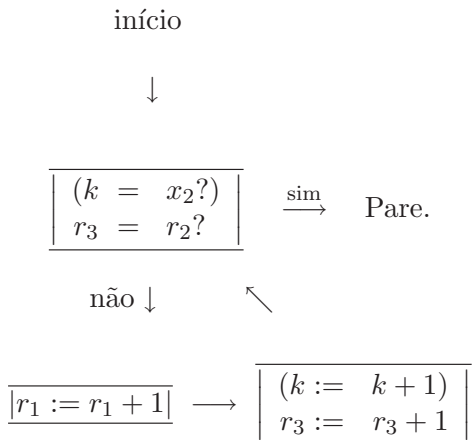 início
↓
(k = x₂?)
r₃ = r₂?
sim
⟶ Pare.
não ↓ ↖
r₁ := r₁ + 1 ⟶
(k := k + 1)
r₃ := r₃ + 1